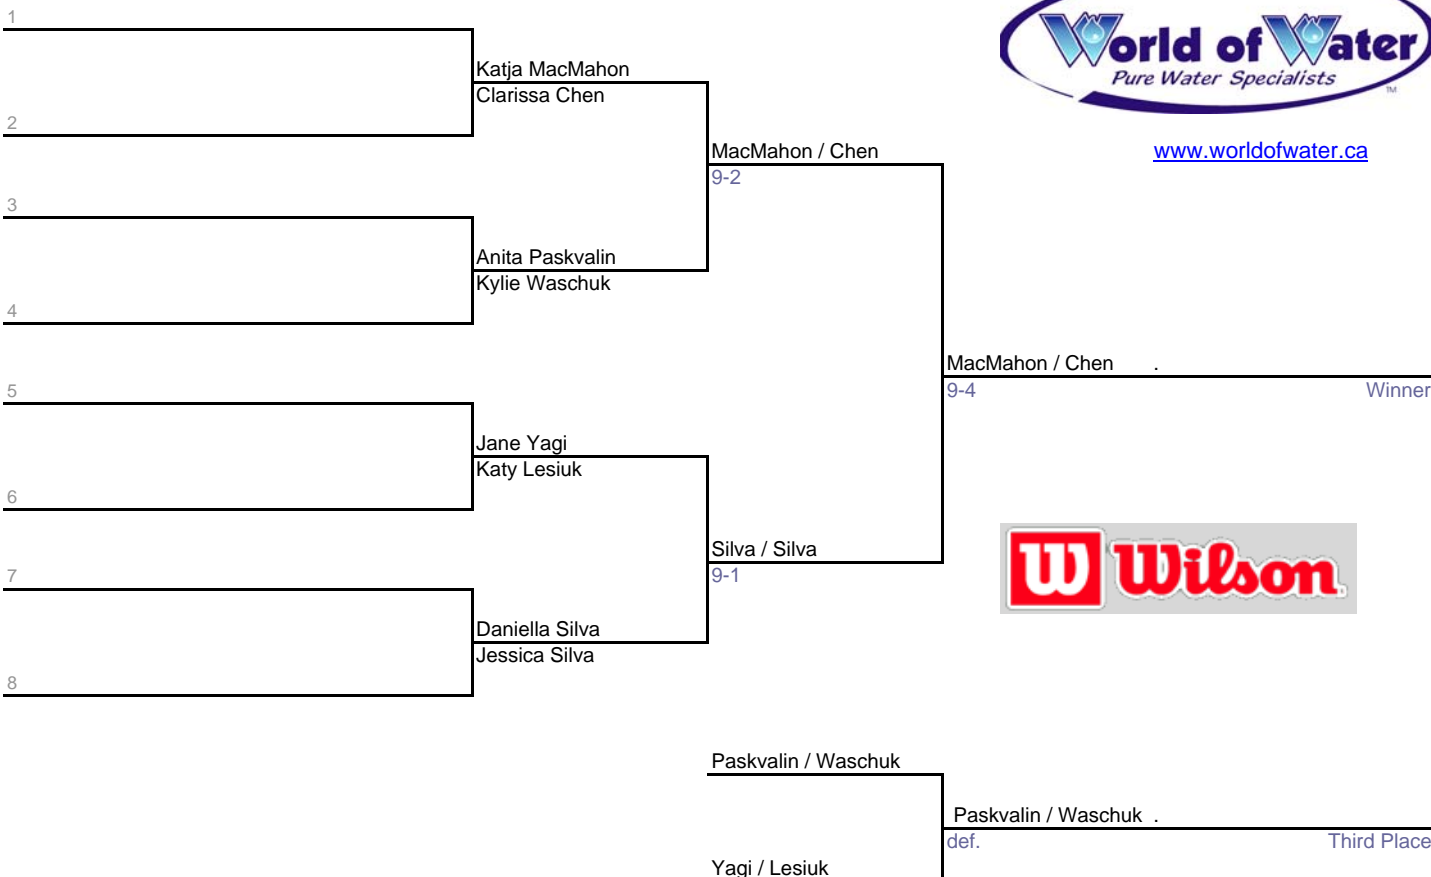 1
World of Water
Pure Water Specialists
TM
Katja MacMahon
Clarissa Chen
2
MacMahon / Chen
www.worldofwater.ca
9-2
3
Anita Paskvalin
Kylie Waschuk
4
MacMahon / Chen .
9-4 Winner
5
Jane Yagi
Katy Lesiuk
6
Silva / Silva
W Wilson
9-1
7
Daniella Silva
Jessica Silva
8
Paskvalin / Waschuk
Paskvalin / Waschuk .
def. Third Place
Yagi / Lesiuk